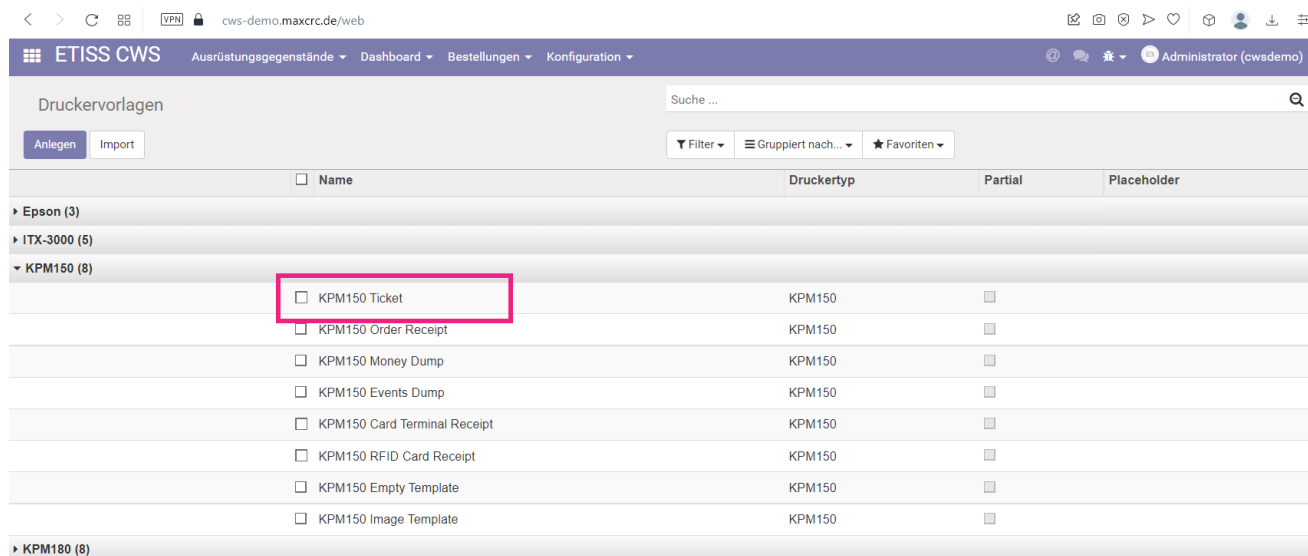 VPN cws-demo.maxcrc.de/web
ETISS CWS Ausrüstungsgegenstände Dashboard Bestellungen Konfiguration @ Administrator (cwsdemo)
Druckervorlagen Suche ...
Anlegen Import Filter Gruppiert nach... Favoriten
Name Druckertyp Partial Placeholder
Epson (3)
ITX-3000 (5)
KPM150 (8)
KPM150 Ticket KPM150
KPM150 Order Receipt KPM150
KPM150 Money Dump KPM150
KPM150 Events Dump KPM150
KPM150 Card Terminal Receipt KPM150
KPM150 RFID Card Receipt KPM150
KPM150 Empty Template KPM150
KPM150 Image Template KPM150
KPM180 (8)